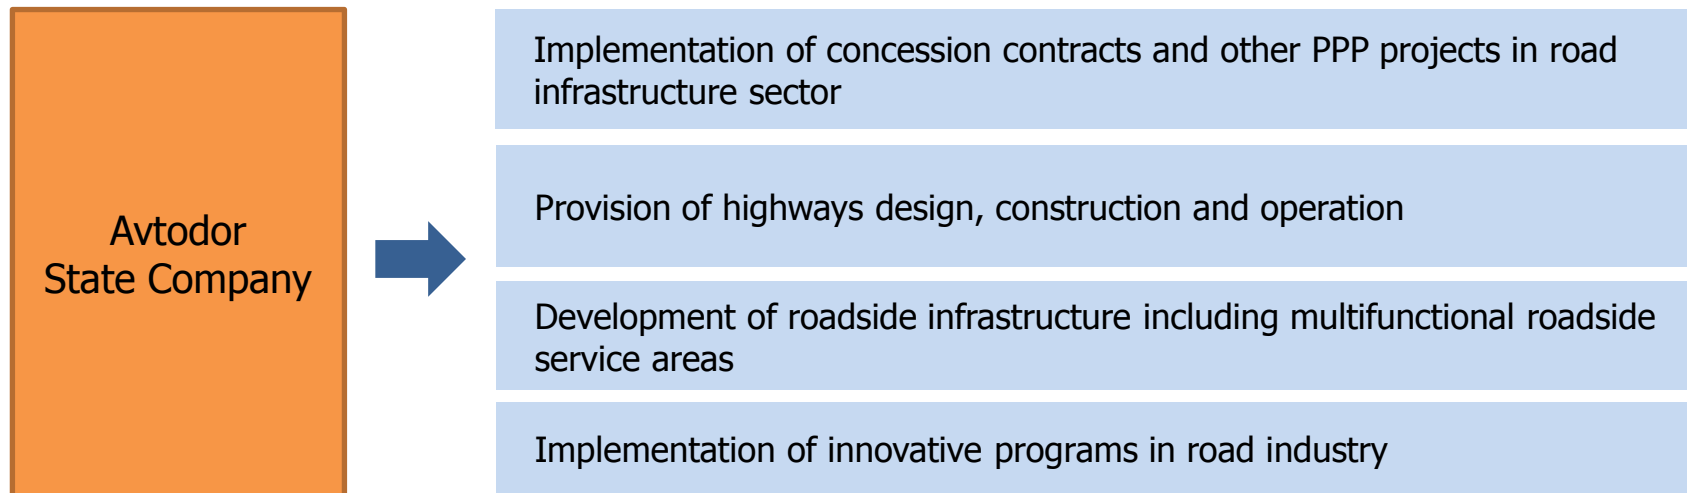 Avtodor
State Company
Implementation of concession contracts and other PPP projects in road
infrastructure sector
Provision of highways design, construction and operation
Development of roadside infrastructure including multifunctional roadside
service areas
Implementation of innovative programs in road industry